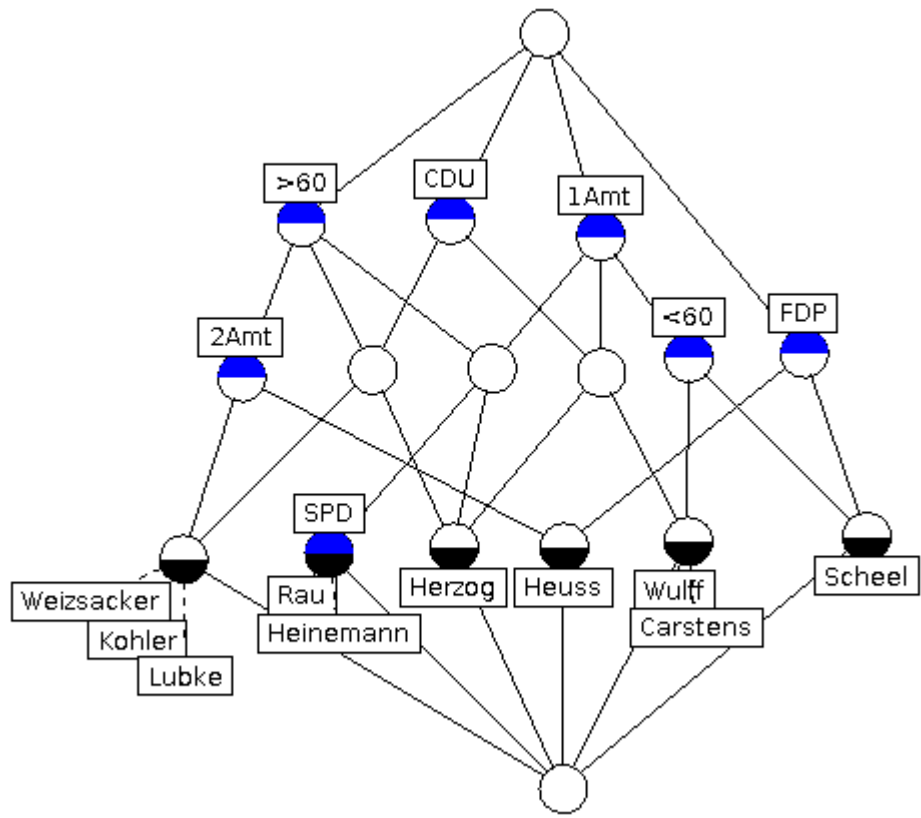 >60
CDU
1Amt
<60
FDP
2Amt
SPD
Weizsacker
Kohler
Lubke
Rau
Heinemann
Herzog
Heuss
Wulff
Carstens
Scheel